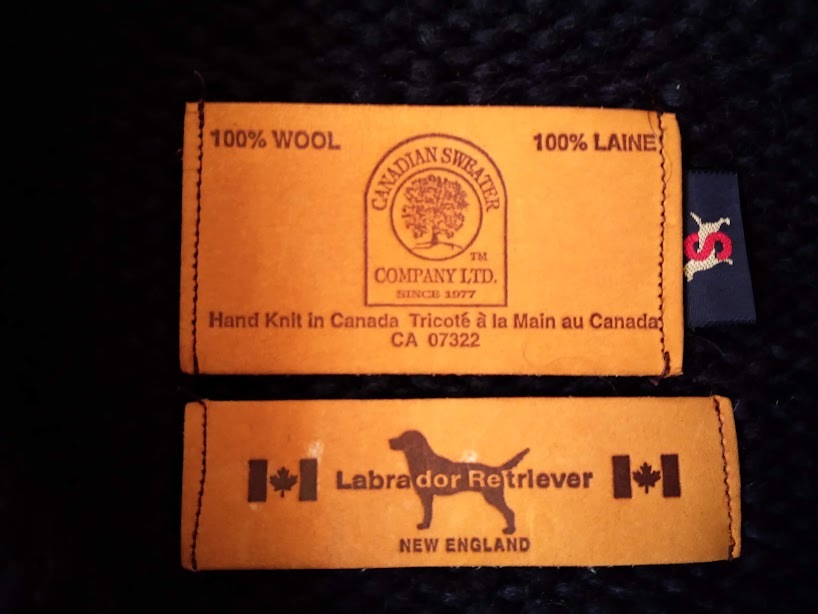 100% WOOL
100% LAINE
CANADIAN SWEATER
TM
COMPANY LTD.
SINCE 1977
Hand Knit in Canada Tricoté à la Main au Canada
CA 07322
S
Labrador Retriever
NEW ENGLAND